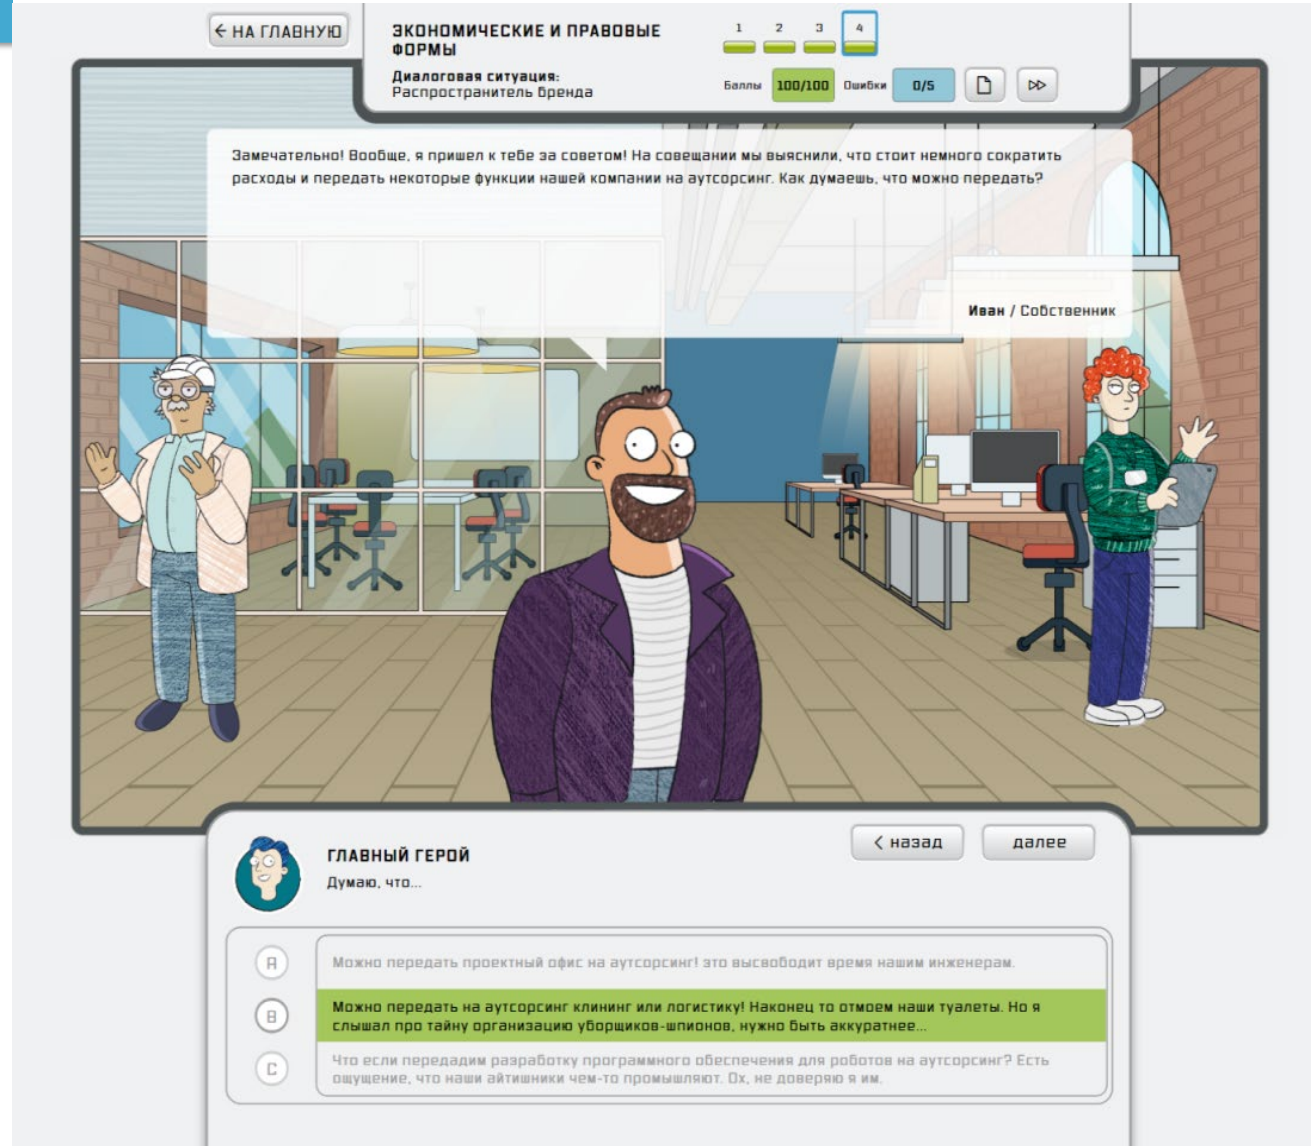 ← НА ГЛАВНУЮ
ЭКОНОМИЧЕСКИЕ И ПРАВОВЫЕ
ФОРМЫ
Диалоговая ситуация:
Распространитель бренда
1 2 3 4
Баллы 100/100 Ошибки 0/5
Замечательно! Вообще, я пришел к тебе за советом! На совещании мы выяснили, что стоит немного сократить
расходы и передать некоторые функции нашей компании на аутсорсинг. Как думаешь, что можно передать?
Иван / Собственник
< назад
далее
ГЛАВНЫЙ ГЕРОЙ
Думаю, что...
A
Можно передать проектный офис на аутсорсинг! это высвободит время нашим инженерам.
B
Можно передать на аутсорсинг клининг или логистику! Наконец то отмоем наши туалеты. Но я
слышал про тайну организацию уборщиков-шпионов, нужно быть аккуратнее...
C
Что если передадим разработку программного обеспечения для роботов на аутсорсинг? Есть
ощущение, что наши айтишники чем-то промышляют. Ох, не доверяю я им.